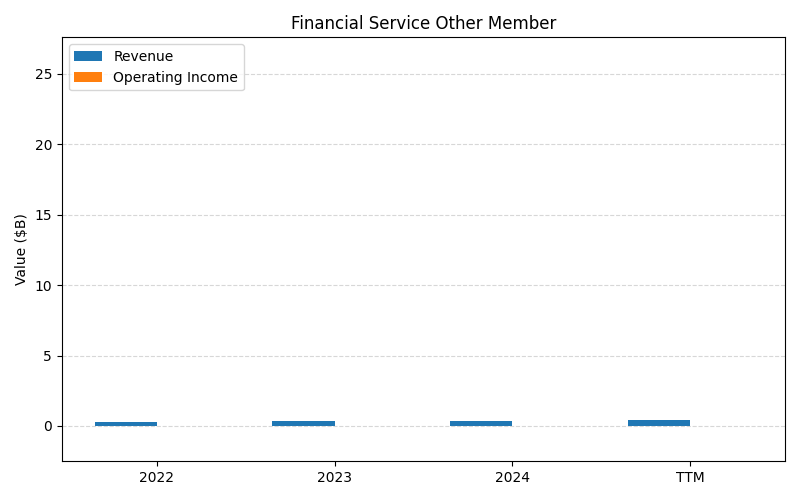 Financial Service Other Member
Revenue
Operating Income
Value ($B)
25
20
15
10
5
0
2022
2023
2024
TTM